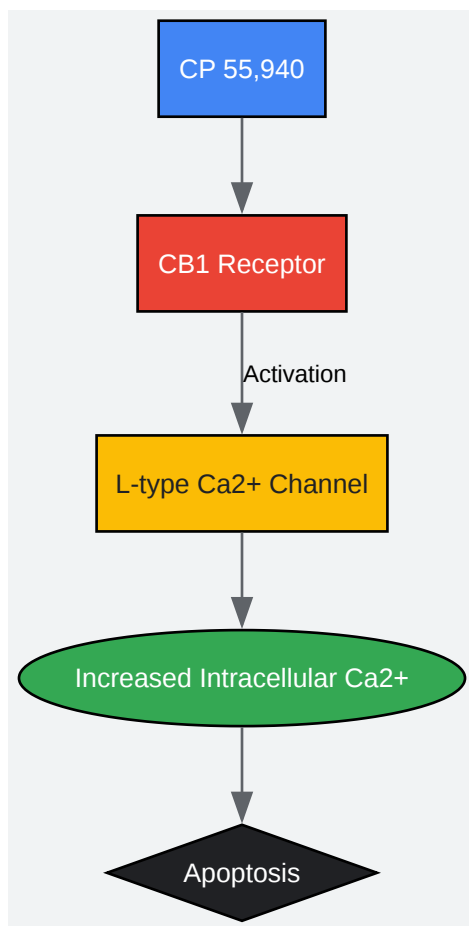 CP 55,940
CB1 Receptor
Activation
L-type Ca2+ Channel
Increased Intracellular Ca2+
Apoptosis